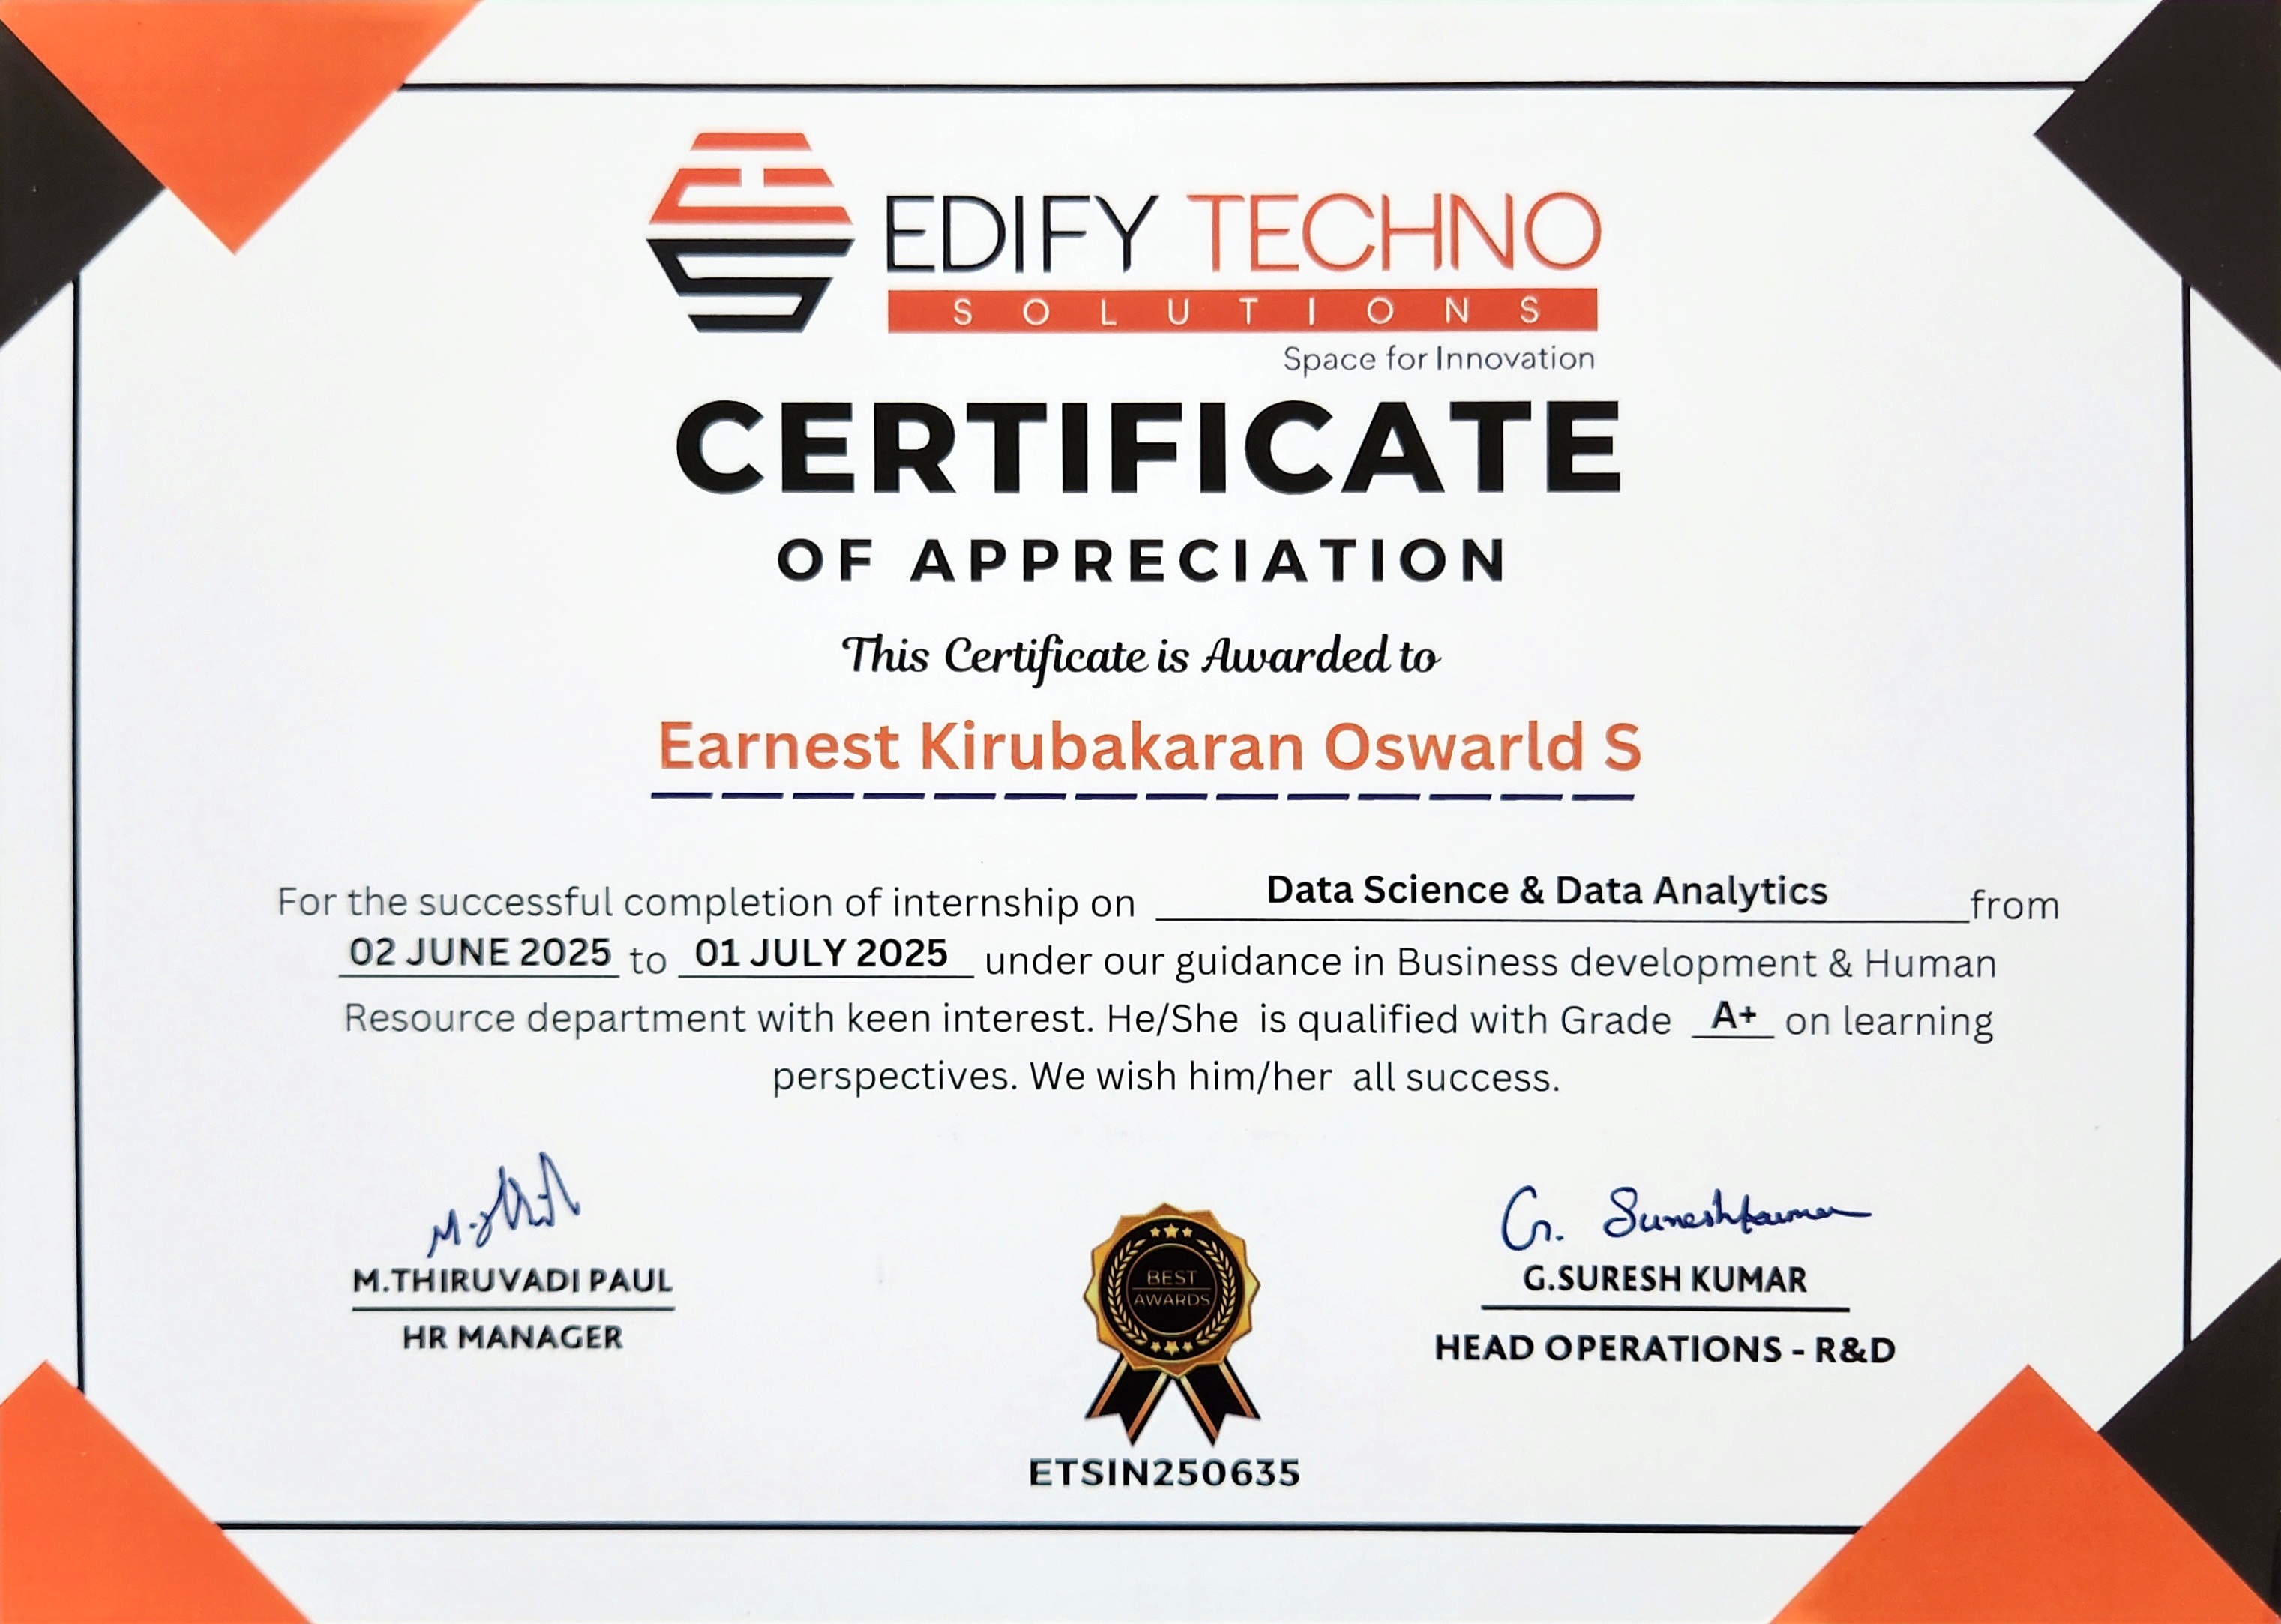 EDIFY TECHNO
SOLUTIONS
Space for Innovation
CERTIFICATE
OF APPRECIATION
This Certificate is Awarded to
Earnest Kirubakaran Oswarld S
For the successful completion of internship on Data Science & Data Analytics from
02 JUNE 2025 to 01 JULY 2025 under our guidance in Business development & Human
Resource department with keen interest. He/She is qualified with Grade A+ on learning
perspectives. We wish him/her all success.
G. Sureshkumar
M.THIRUVADI PAUL
HR MANAGER
BEST
AWARDS
G.SURESH KUMAR
HEAD OPERATIONS - R&D
ETSIN250635